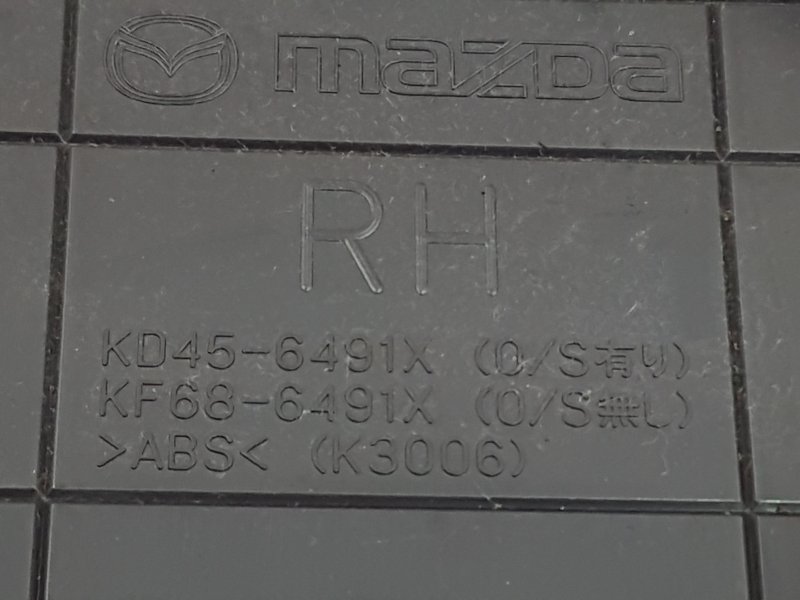 mazda
RH
KD45-6491X (O/S有り)
KF68-6491X (O/S無し)
>ABS< (K3006)